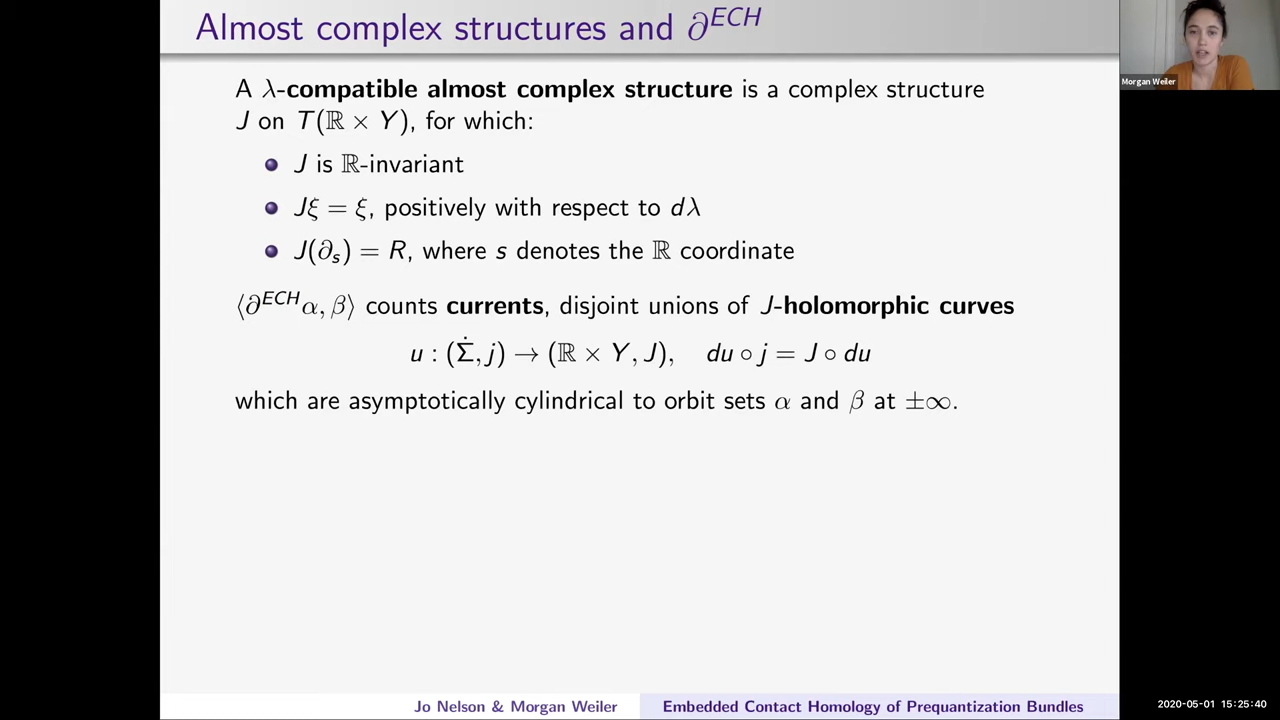 Almost complex structures and ∂^ECH
A λ-compatible almost complex structure is a complex structure
J on T(ℝ × Y), for which:
J is ℝ-invariant
Jξ = ξ, positively with respect to dλ
J(∂ₛ) = R, where s denotes the ℝ coordinate
⟨∂^ECH α, β⟩ counts currents, disjoint unions of J-holomorphic curves
u : (Σ̇, j) → (ℝ × Y, J), du ∘ j = J ∘ du
which are asymptotically cylindrical to orbit sets α and β at ±∞.
Jo Nelson & Morgan Weiler
Embedded Contact Homology of Prequantization Bundles
Morgan Weiler
2020-05-01 15:25:40